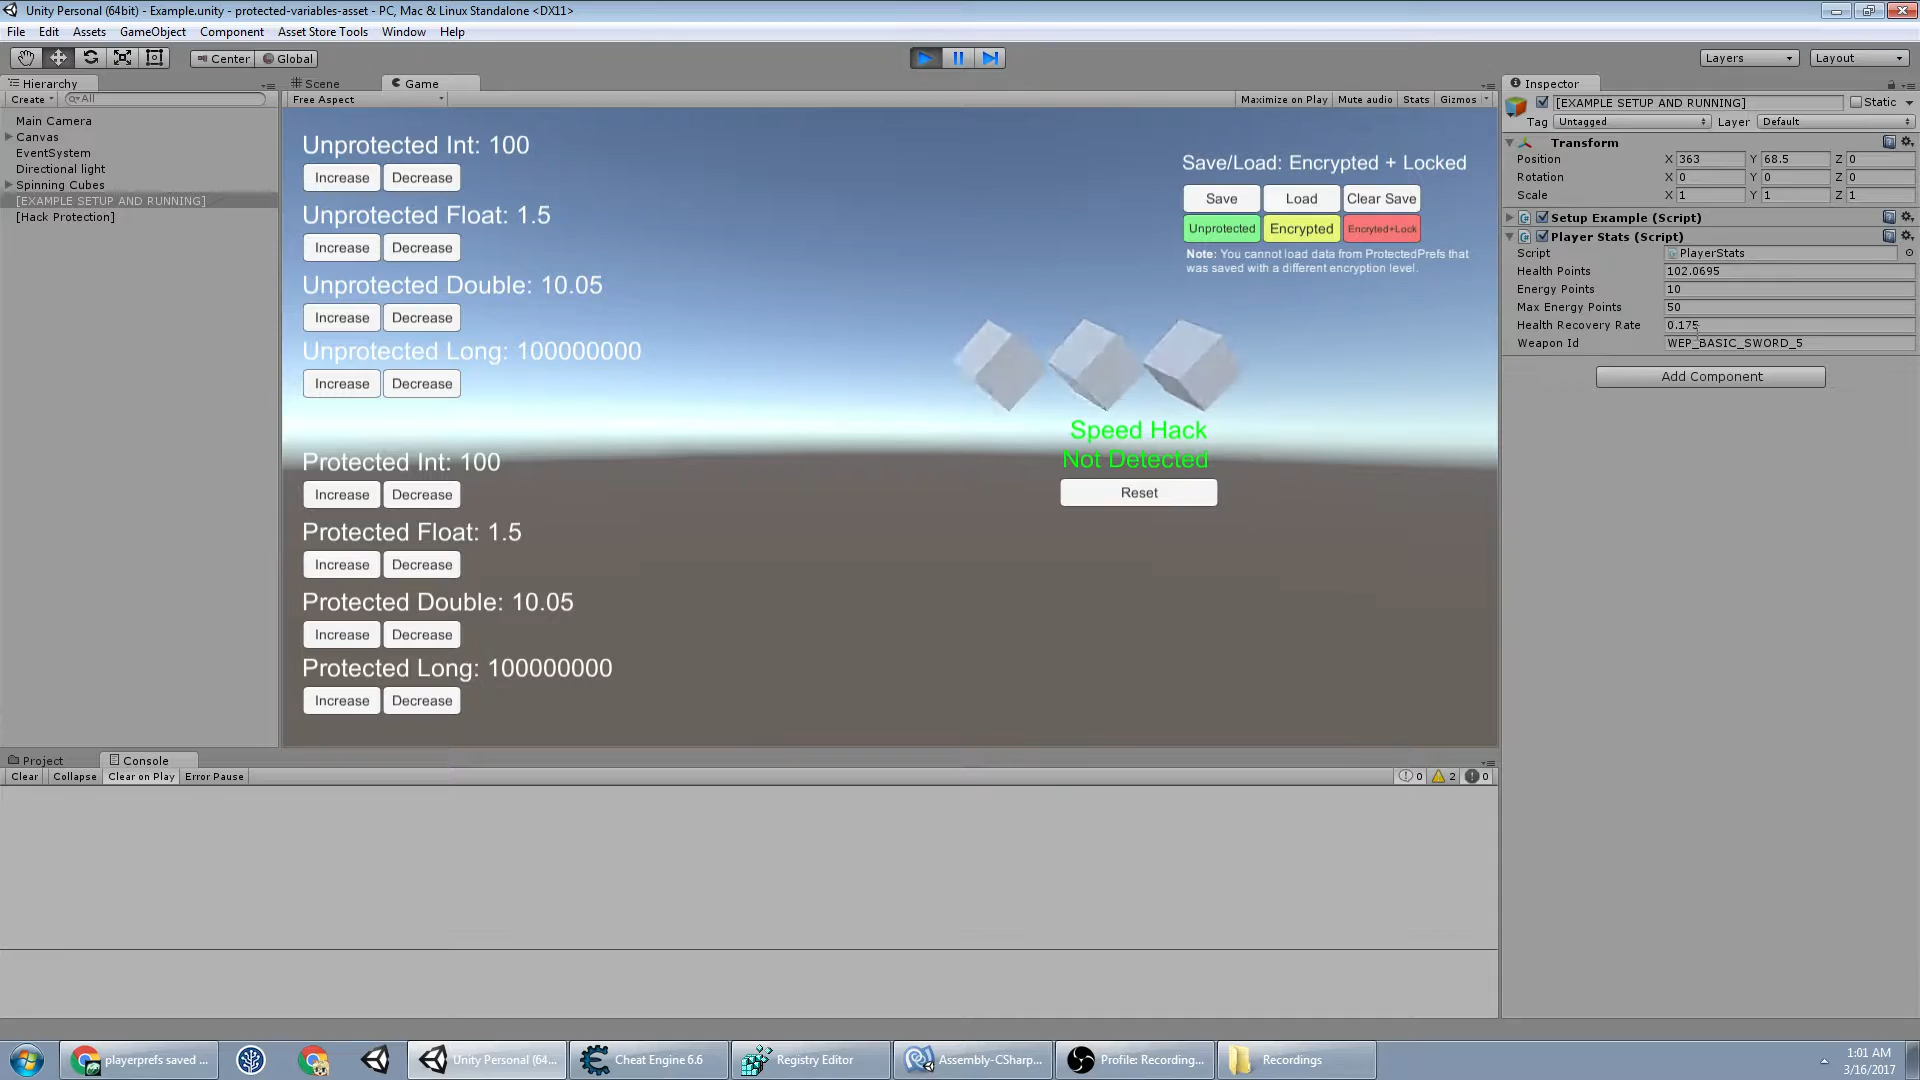 Unity Personal (64bit) - Example.unity - protected-variables-asset - PC, Mac & Linux Standalone <DX11>
File Edit Assets GameObject Component Asset Store Tools Window Help
Center Global Layers Layout
Hierarchy
Create All
Main Camera
Canvas
EventSystem
Directional light
Spinning Cubes
[EXAMPLE SETUP AND RUNNING]
[Hack Protection]
Scene Game
Free Aspect Maximize on Play Mute audio Stats Gizmos
Unprotected Int: 100
Increase Decrease
Unprotected Float: 1.5
Increase Decrease
Unprotected Double: 10.05
Increase Decrease
Unprotected Long: 100000000
Increase Decrease
Protected Int: 100
Increase Decrease
Protected Float: 1.5
Increase Decrease
Protected Double: 10.05
Increase Decrease
Protected Long: 100000000
Increase Decrease
Save/Load: Encrypted + Locked
Save Load Clear Save
Unprotected Encrypted Encryted+Lock
Note: You cannot load data from ProtectedPrefs that
was saved with a different encryption level.
Speed Hack
Not Detected
Reset
Inspector
[EXAMPLE SETUP AND RUNNING] Static
Tag Untagged Layer Default
Transform
Position X 363 Y 68.5 Z 0
Rotation X 0 Y 0 Z 0
Scale X 1 Y 1 Z 1
Setup Example (Script)
Player Stats (Script)
Script PlayerStats
Health Points 102.0695
Energy Points 10
Max Energy Points 50
Health Recovery Rate 0.175
Weapon Id WEP_BASIC_SWORD_5
Add Component
Project Console
Clear Collapse Clear on Play Error Pause 0 2 0
playerprefs saved ... Unity Personal (64... Cheat Engine 6.6 Registry Editor Assembly-CSharp... Profile: Recording... Recordings
1:01 AM
3/16/2017